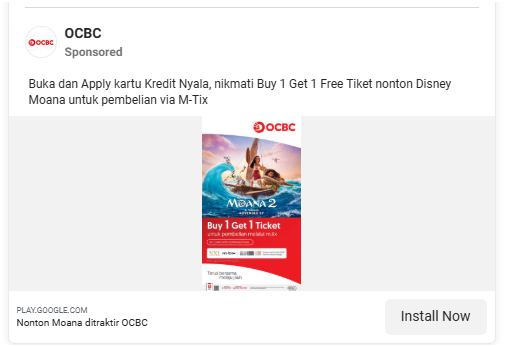 OCBC
OCBC
Sponsored
Buka dan Apply kartu Kredit Nyala, nikmati Buy 1 Get 1 Free Tiket nonton Disney
Moana untuk pembelian via M-Tix
OCBC
MOANA 2
Buy 1 Get 1 Ticket
untuk pembelian melalui m.tix
PLAY.GOOGLE.COM
Nonton Moana ditraktir OCBC
Install Now